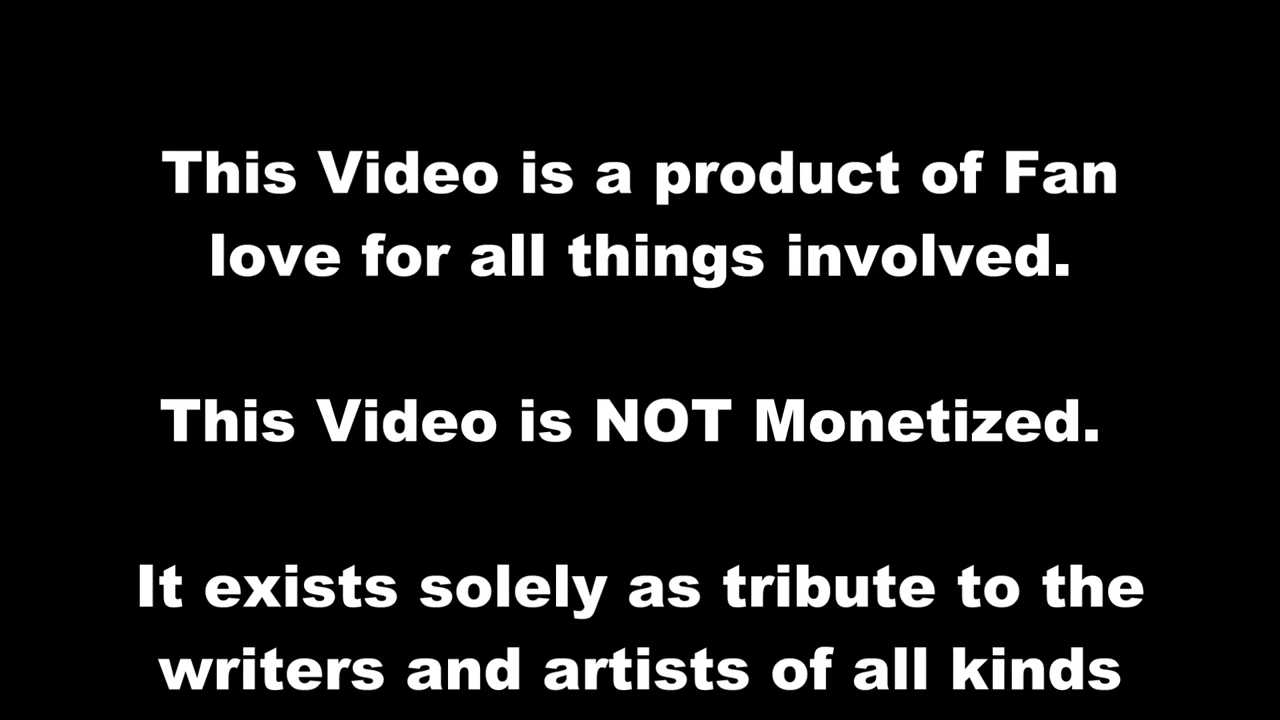 This Video is a product of Fan
love for all things involved.
This Video is NOT Monetized.
It exists solely as tribute to the
writers and artists of all kinds